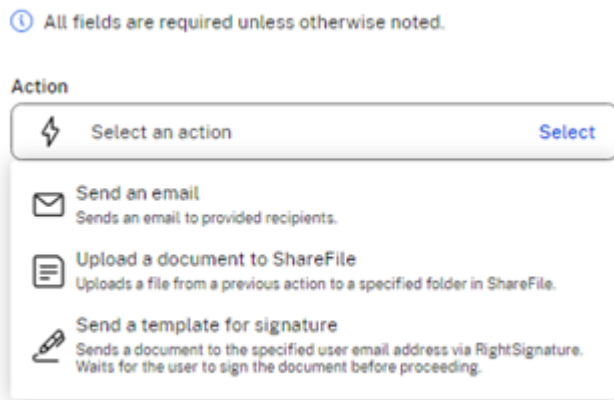 All fields are required unless otherwise noted.
Action
Select an action Select
Send an email
Sends an email to provided recipients.
Upload a document to ShareFile
Uploads a file from a previous action to a specified folder in ShareFile.
Send a template for signature
Sends a document to the specified user email address via RightSignature.
Waits for the user to sign the document before proceeding.